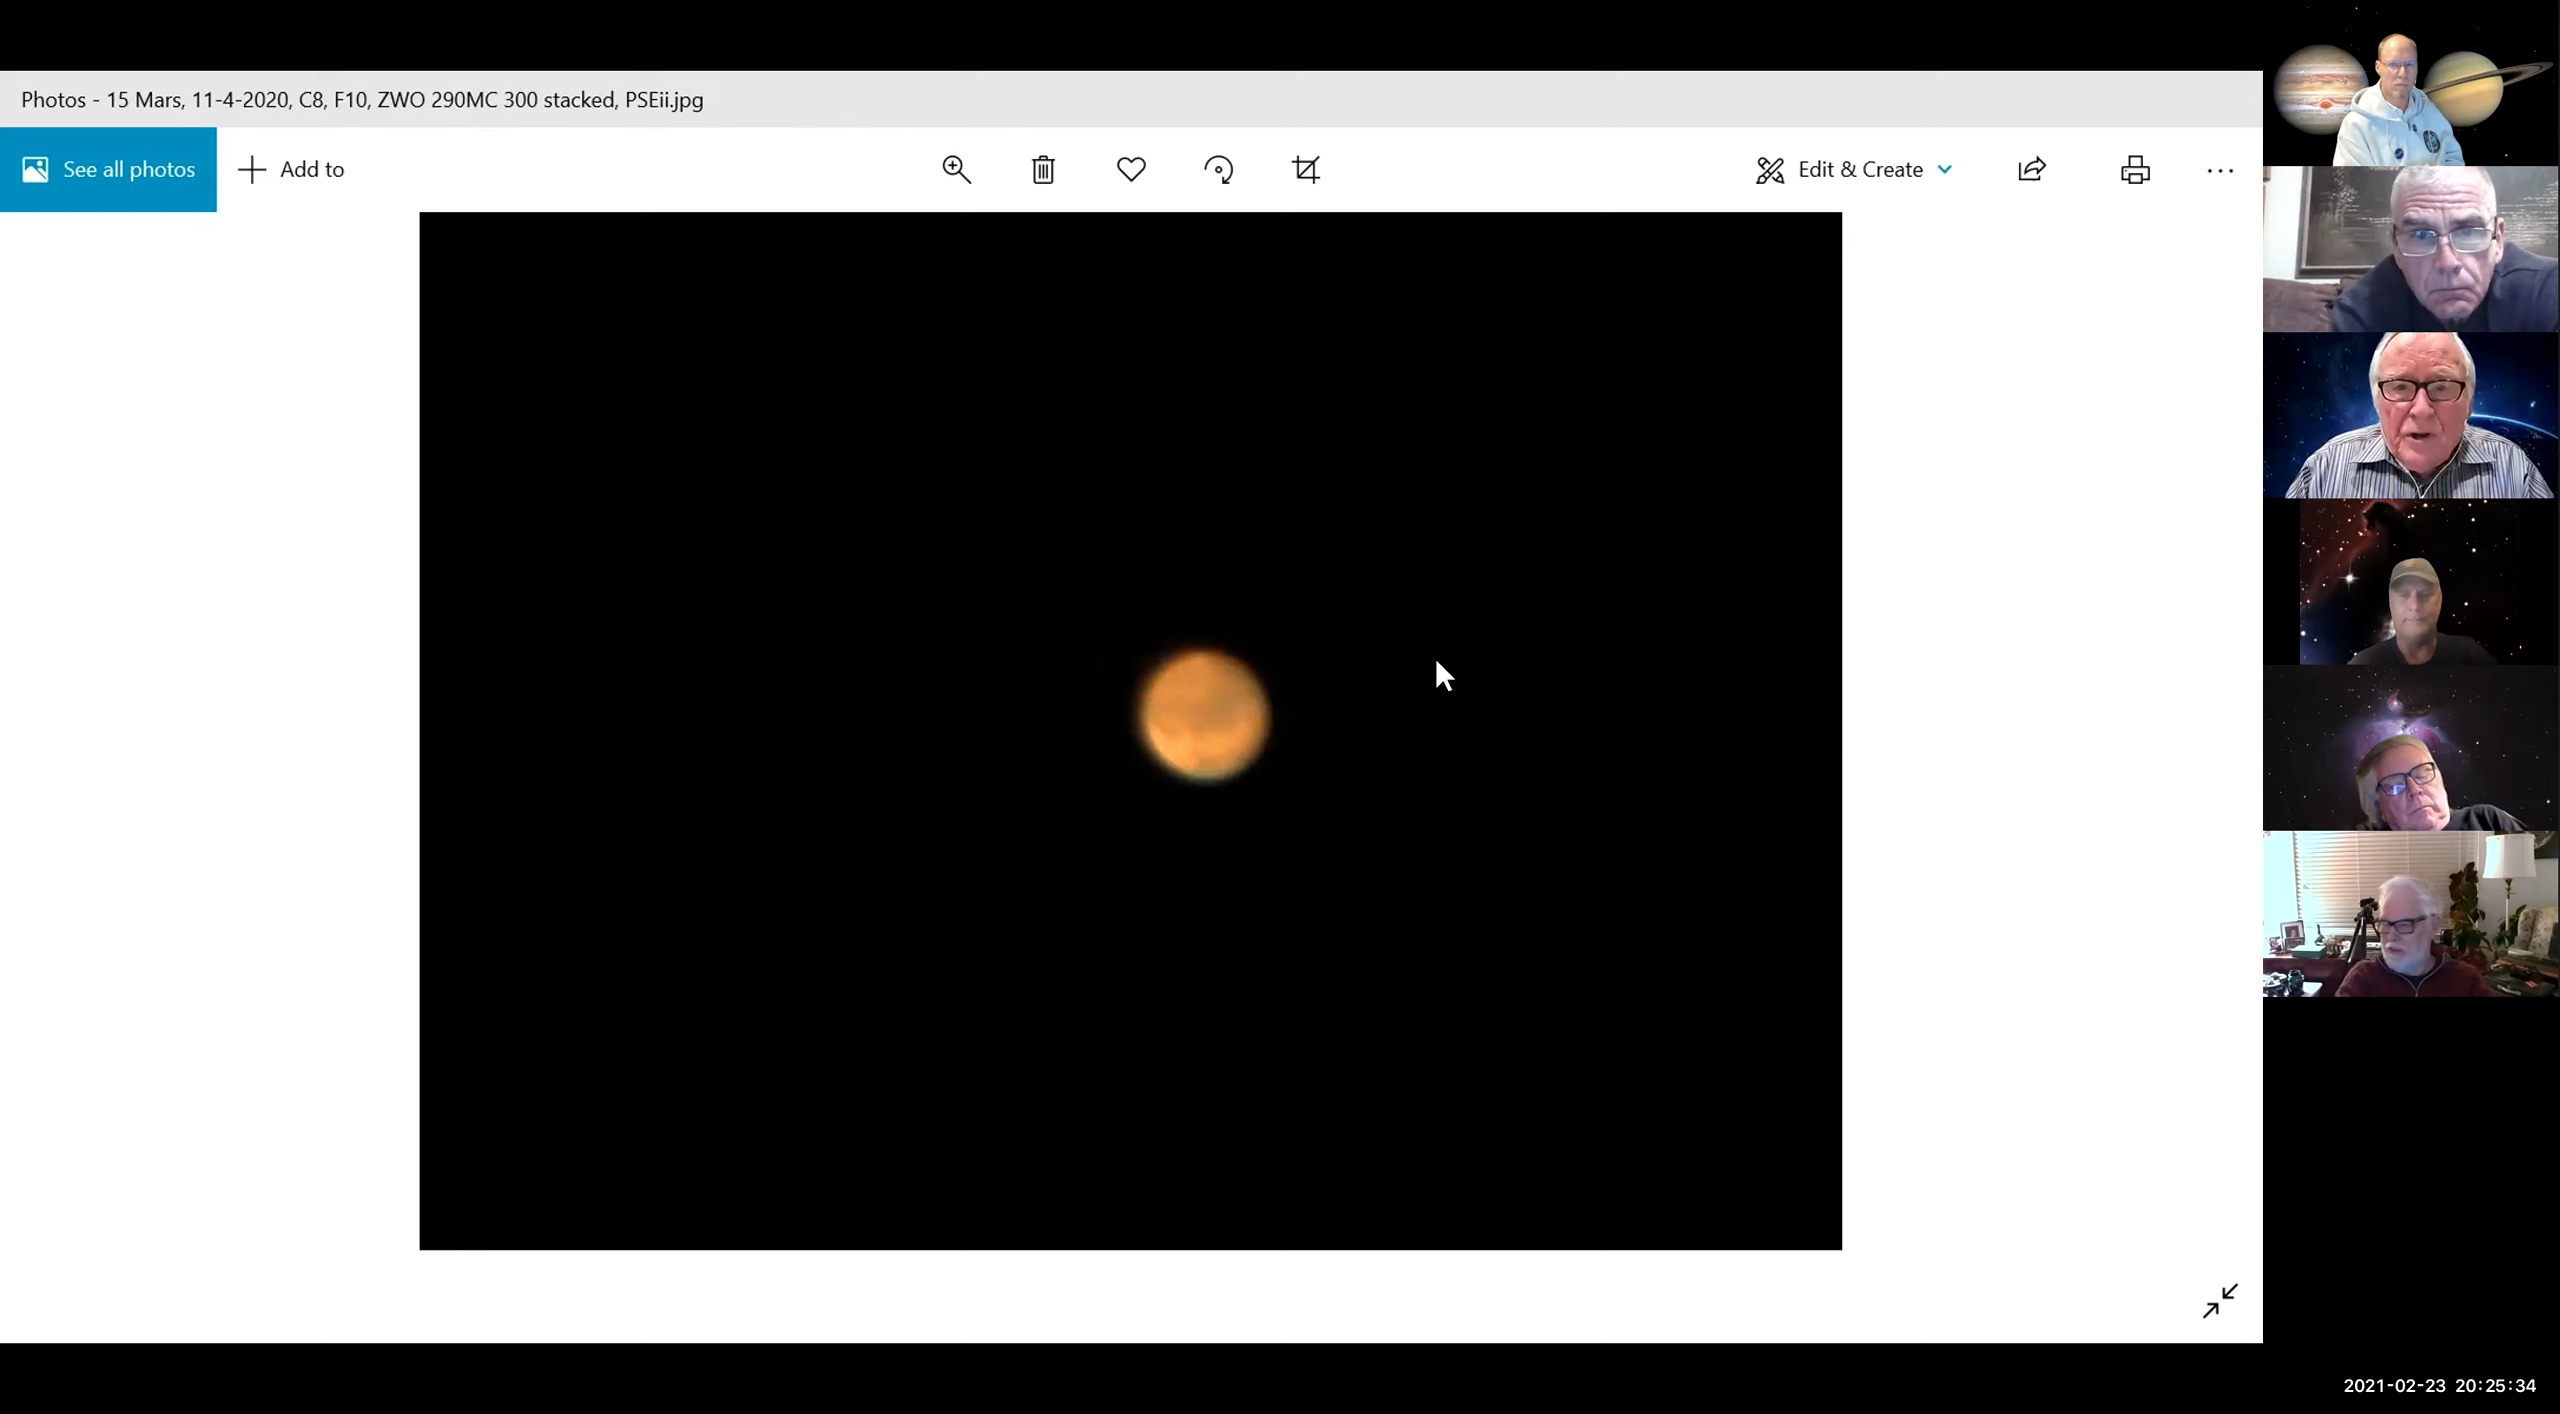 Photos - 15 Mars, 11-4-2020, C8, F10, ZWO 290MC 300 stacked, PSEii.jpg
See all photos
Add to
Edit & Create
2021-02-23 20:25:34